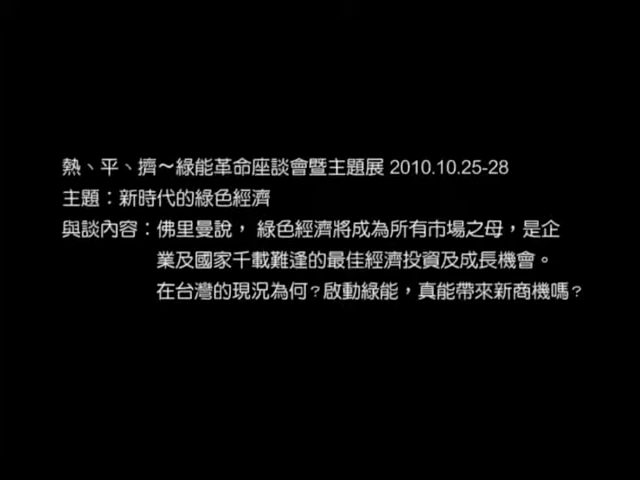 熱、平、擠～綠能革命座談會暨主題展 2010.10.25-28
主題：新時代的綠色經濟
與談內容：佛里曼說， 綠色經濟將成為所有市場之母，是企
業及國家千載難逢的最佳經濟投資及成長機會。
在台灣的現況為何?啟動綠能，真能帶來新商機嗎?